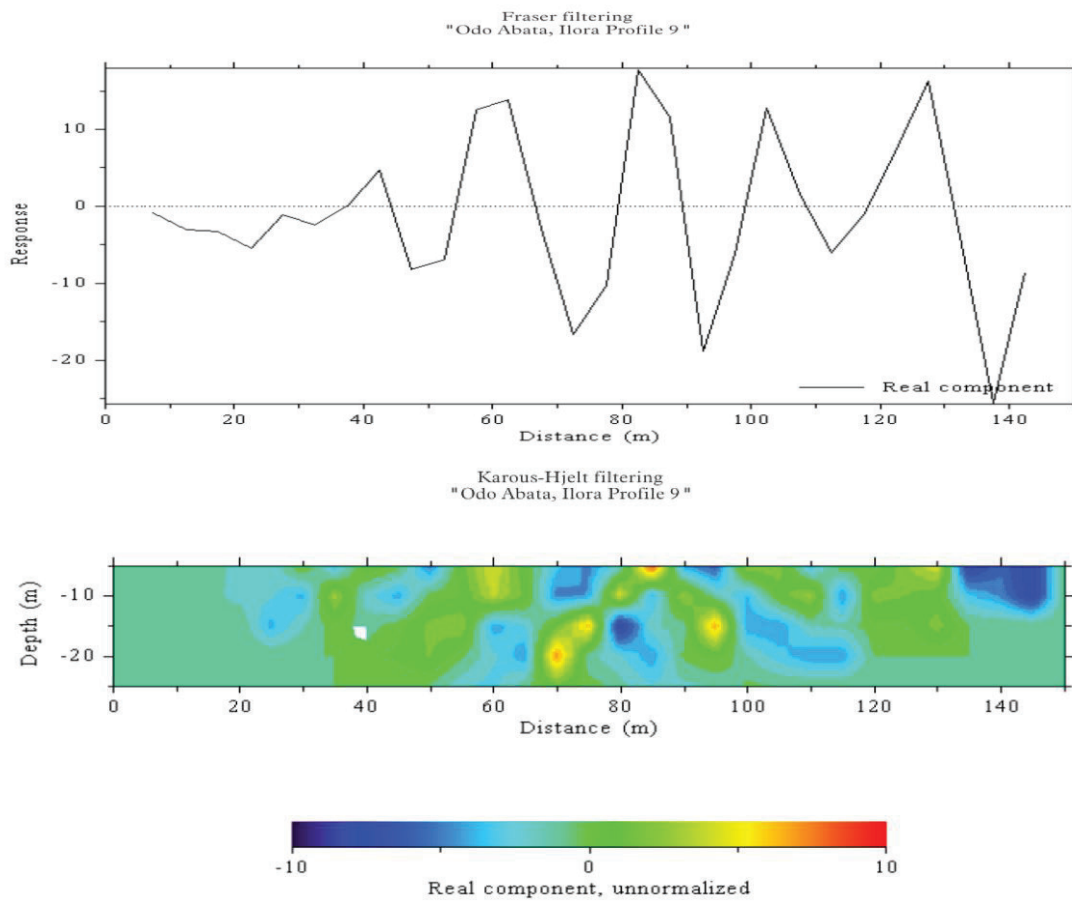 Fraser filtering
"Odo Abata, Ilora Profile 9"
Response
10
0
-10
-20
Real component
0 20 40 60 80 100 120 140
Distance (m)
Karous-Hjelt filtering
"Odo Abata, Ilora Profile 9"
Depth (m)
-10
-20
0 20 40 60 80 100 120 140
Distance (m)
-10 0 10
Real component, unnormalized